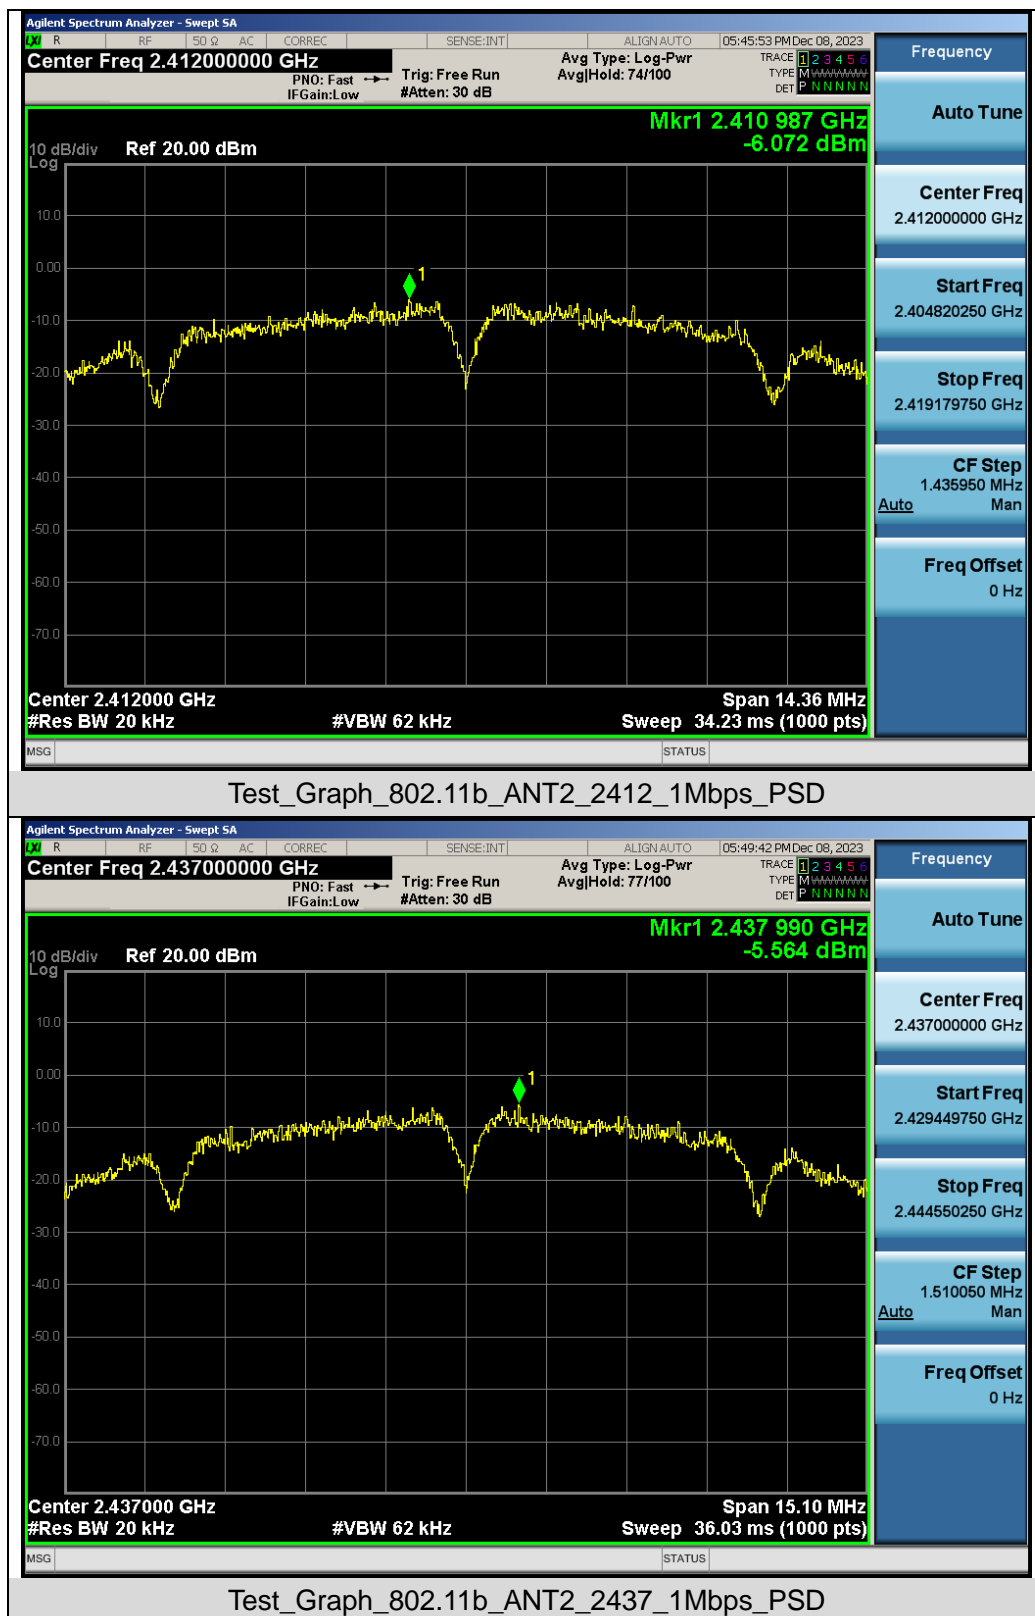 Agilent Spectrum Analyzer - Swept SA
LXI R RF 50 Ω AC CORREC SENSE:INT ALIGN AUTO 05:45:53 PM Dec 08, 2023
Center Freq 2.412000000 GHz
PNO: Fast
IFGain:Low
Trig: Free Run
#Atten: 30 dB
Avg Type: Log-Pwr
Avg|Hold: 74/100
TRACE 1 2 3 4 5 6
TYPE M WWWWW
DET P N N N N N
Mkr1 2.410 987 GHz
-6.072 dBm
10 dB/div Ref 20.00 dBm
Log
10.0
0.00
-10.0
-20.0
-30.0
-40.0
-50.0
-60.0
-70.0
1
Center 2.412000 GHz Span 14.36 MHz
#Res BW 20 kHz #VBW 62 kHz Sweep 34.23 ms (1000 pts)
MSG STATUS
Frequency
Auto Tune
Center Freq
2.412000000 GHz
Start Freq
2.404820250 GHz
Stop Freq
2.419179750 GHz
CF Step
1.435950 MHz
Auto Man
Freq Offset
0 Hz
Test_Graph_802.11b_ANT2_2412_1Mbps_PSD
Agilent Spectrum Analyzer - Swept SA
LXI R RF 50 Ω AC CORREC SENSE:INT ALIGN AUTO 05:49:42 PM Dec 08, 2023
Center Freq 2.437000000 GHz
PNO: Fast
IFGain:Low
Trig: Free Run
#Atten: 30 dB
Avg Type: Log-Pwr
Avg|Hold: 77/100
TRACE 1 2 3 4 5 6
TYPE M WWWWW
DET P N N N N N
Mkr1 2.437 990 GHz
-5.564 dBm
10 dB/div Ref 20.00 dBm
Log
10.0
0.00
-10.0
-20.0
-30.0
-40.0
-50.0
-60.0
-70.0
1
Center 2.437000 GHz Span 15.10 MHz
#Res BW 20 kHz #VBW 62 kHz Sweep 36.03 ms (1000 pts)
MSG STATUS
Frequency
Auto Tune
Center Freq
2.437000000 GHz
Start Freq
2.429449750 GHz
Stop Freq
2.444550250 GHz
CF Step
1.510050 MHz
Auto Man
Freq Offset
0 Hz
Test_Graph_802.11b_ANT2_2437_1Mbps_PSD